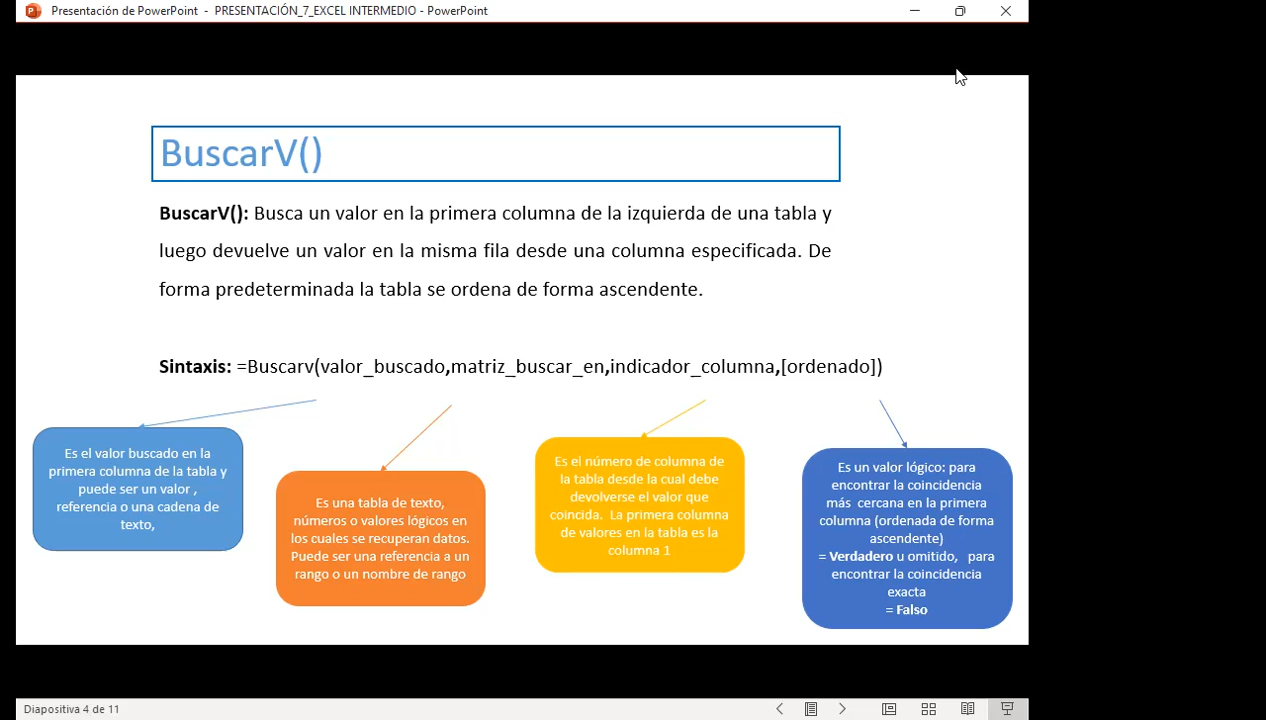 Presentación de PowerPoint - PRESENTACIÓN_7_EXCEL INTERMEDIO - PowerPoint
BuscarV()
BuscarV(): Busca un valor en la primera columna de la izquierda de una tabla y
luego devuelve un valor en la misma fila desde una columna especificada. De
forma predeterminada la tabla se ordena de forma ascendente.
Sintaxis: =Buscarv(valor_buscado,matriz_buscar_en,indicador_columna,[ordenado])
Es el valor buscado en la
primera columna de la tabla y
puede ser un valor ,
referencia o una cadena de
texto,
Es una tabla de texto,
números o valores lógicos en
los cuales se recuperan datos.
Puede ser una referencia a un
rango o un nombre de rango
Es el número de columna de
la tabla desde la cual debe
devolverse el valor que
coincida. La primera columna
de valores en la tabla es la
columna 1
Es un valor lógico: para
encontrar la coincidencia
más cercana en la primera
columna (ordenada de forma
ascendente)
= Verdadero u omitido, para
encontrar la coincidencia
exacta
= Falso
Diapositiva 4 de 11